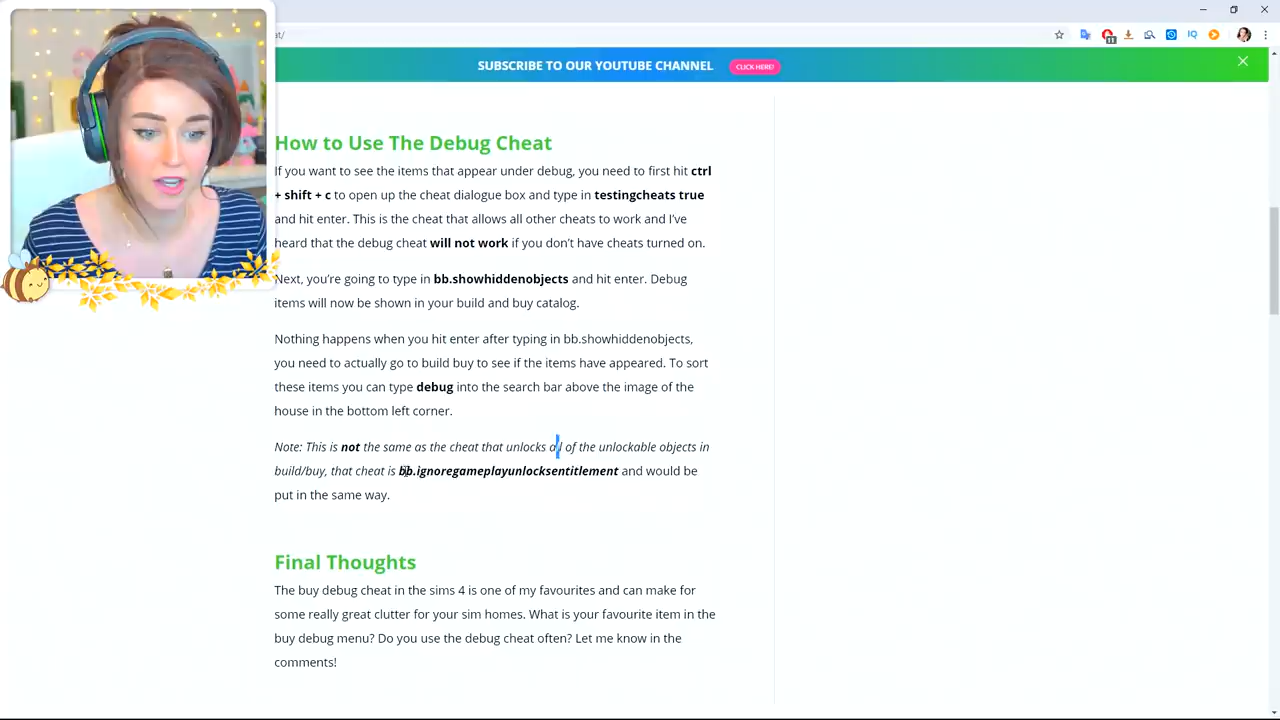 at/
11
IQ
SUBSCRIBE TO OUR YOUTUBE CHANNEL CLICK HERE!
How to Use The Debug Cheat
If you want to see the items that appear under debug, you need to first hit ctrl
+ shift + c to open up the cheat dialogue box and type in testingcheats true
and hit enter. This is the cheat that allows all other cheats to work and I’ve
heard that the debug cheat will not work if you don’t have cheats turned on.
Next, you’re going to type in bb.showhiddenobjects and hit enter. Debug
items will now be shown in your build and buy catalog.
Nothing happens when you hit enter after typing in bb.showhiddenobjects,
you need to actually go to build buy to see if the items have appeared. To sort
these items you can type debug into the search bar above the image of the
house in the bottom left corner.
Note: This is not the same as the cheat that unlocks all of the unlockable objects in
build/buy, that cheat is bb.ignoregameplayunlocksentitlement and would be
put in the same way.
Final Thoughts
The buy debug cheat in the sims 4 is one of my favourites and can make for
some really great clutter for your sim homes. What is your favourite item in the
buy debug menu? Do you use the debug cheat often? Let me know in the
comments!